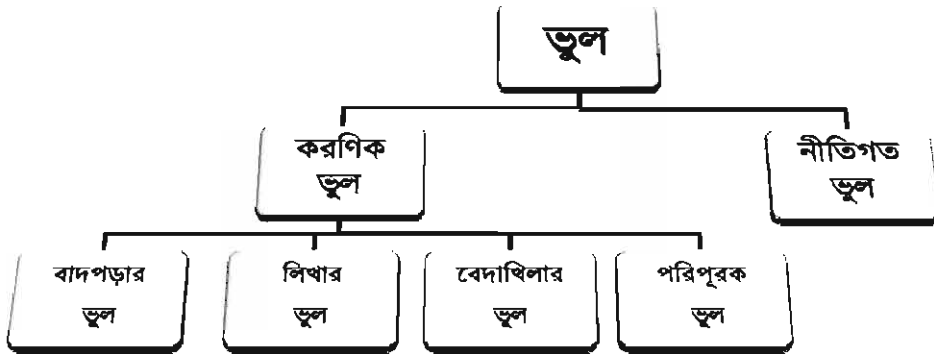 ভুল
করণিক
ভুল
নীতিগত
ভুল
বাদপড়ার
ভুল
লিখার
ভুল
বেদাখিলার
ভুল
পরিপূরক
ভুল